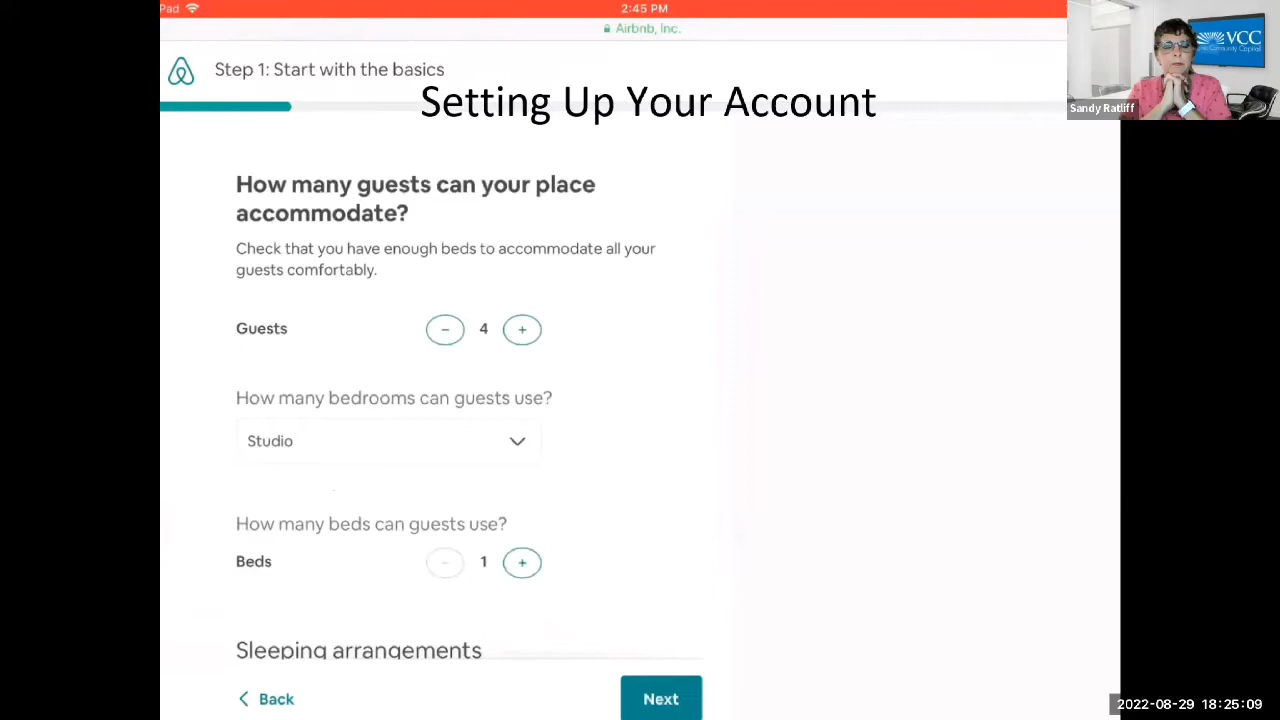 Pad
2:45 PM
Airbnb, Inc.
Step 1: Start with the basics
Setting Up Your Account
VCC
Community Capital
Sandy Ratliff
How many guests can your place
accommodate?
Check that you have enough beds to accommodate all your
guests comfortably.
Guests
− 4 +
How many bedrooms can guests use?
Studio
How many beds can guests use?
Beds
− 1 +
Sleeping arrangements
Back
Next
2022-08-29 18:25:09